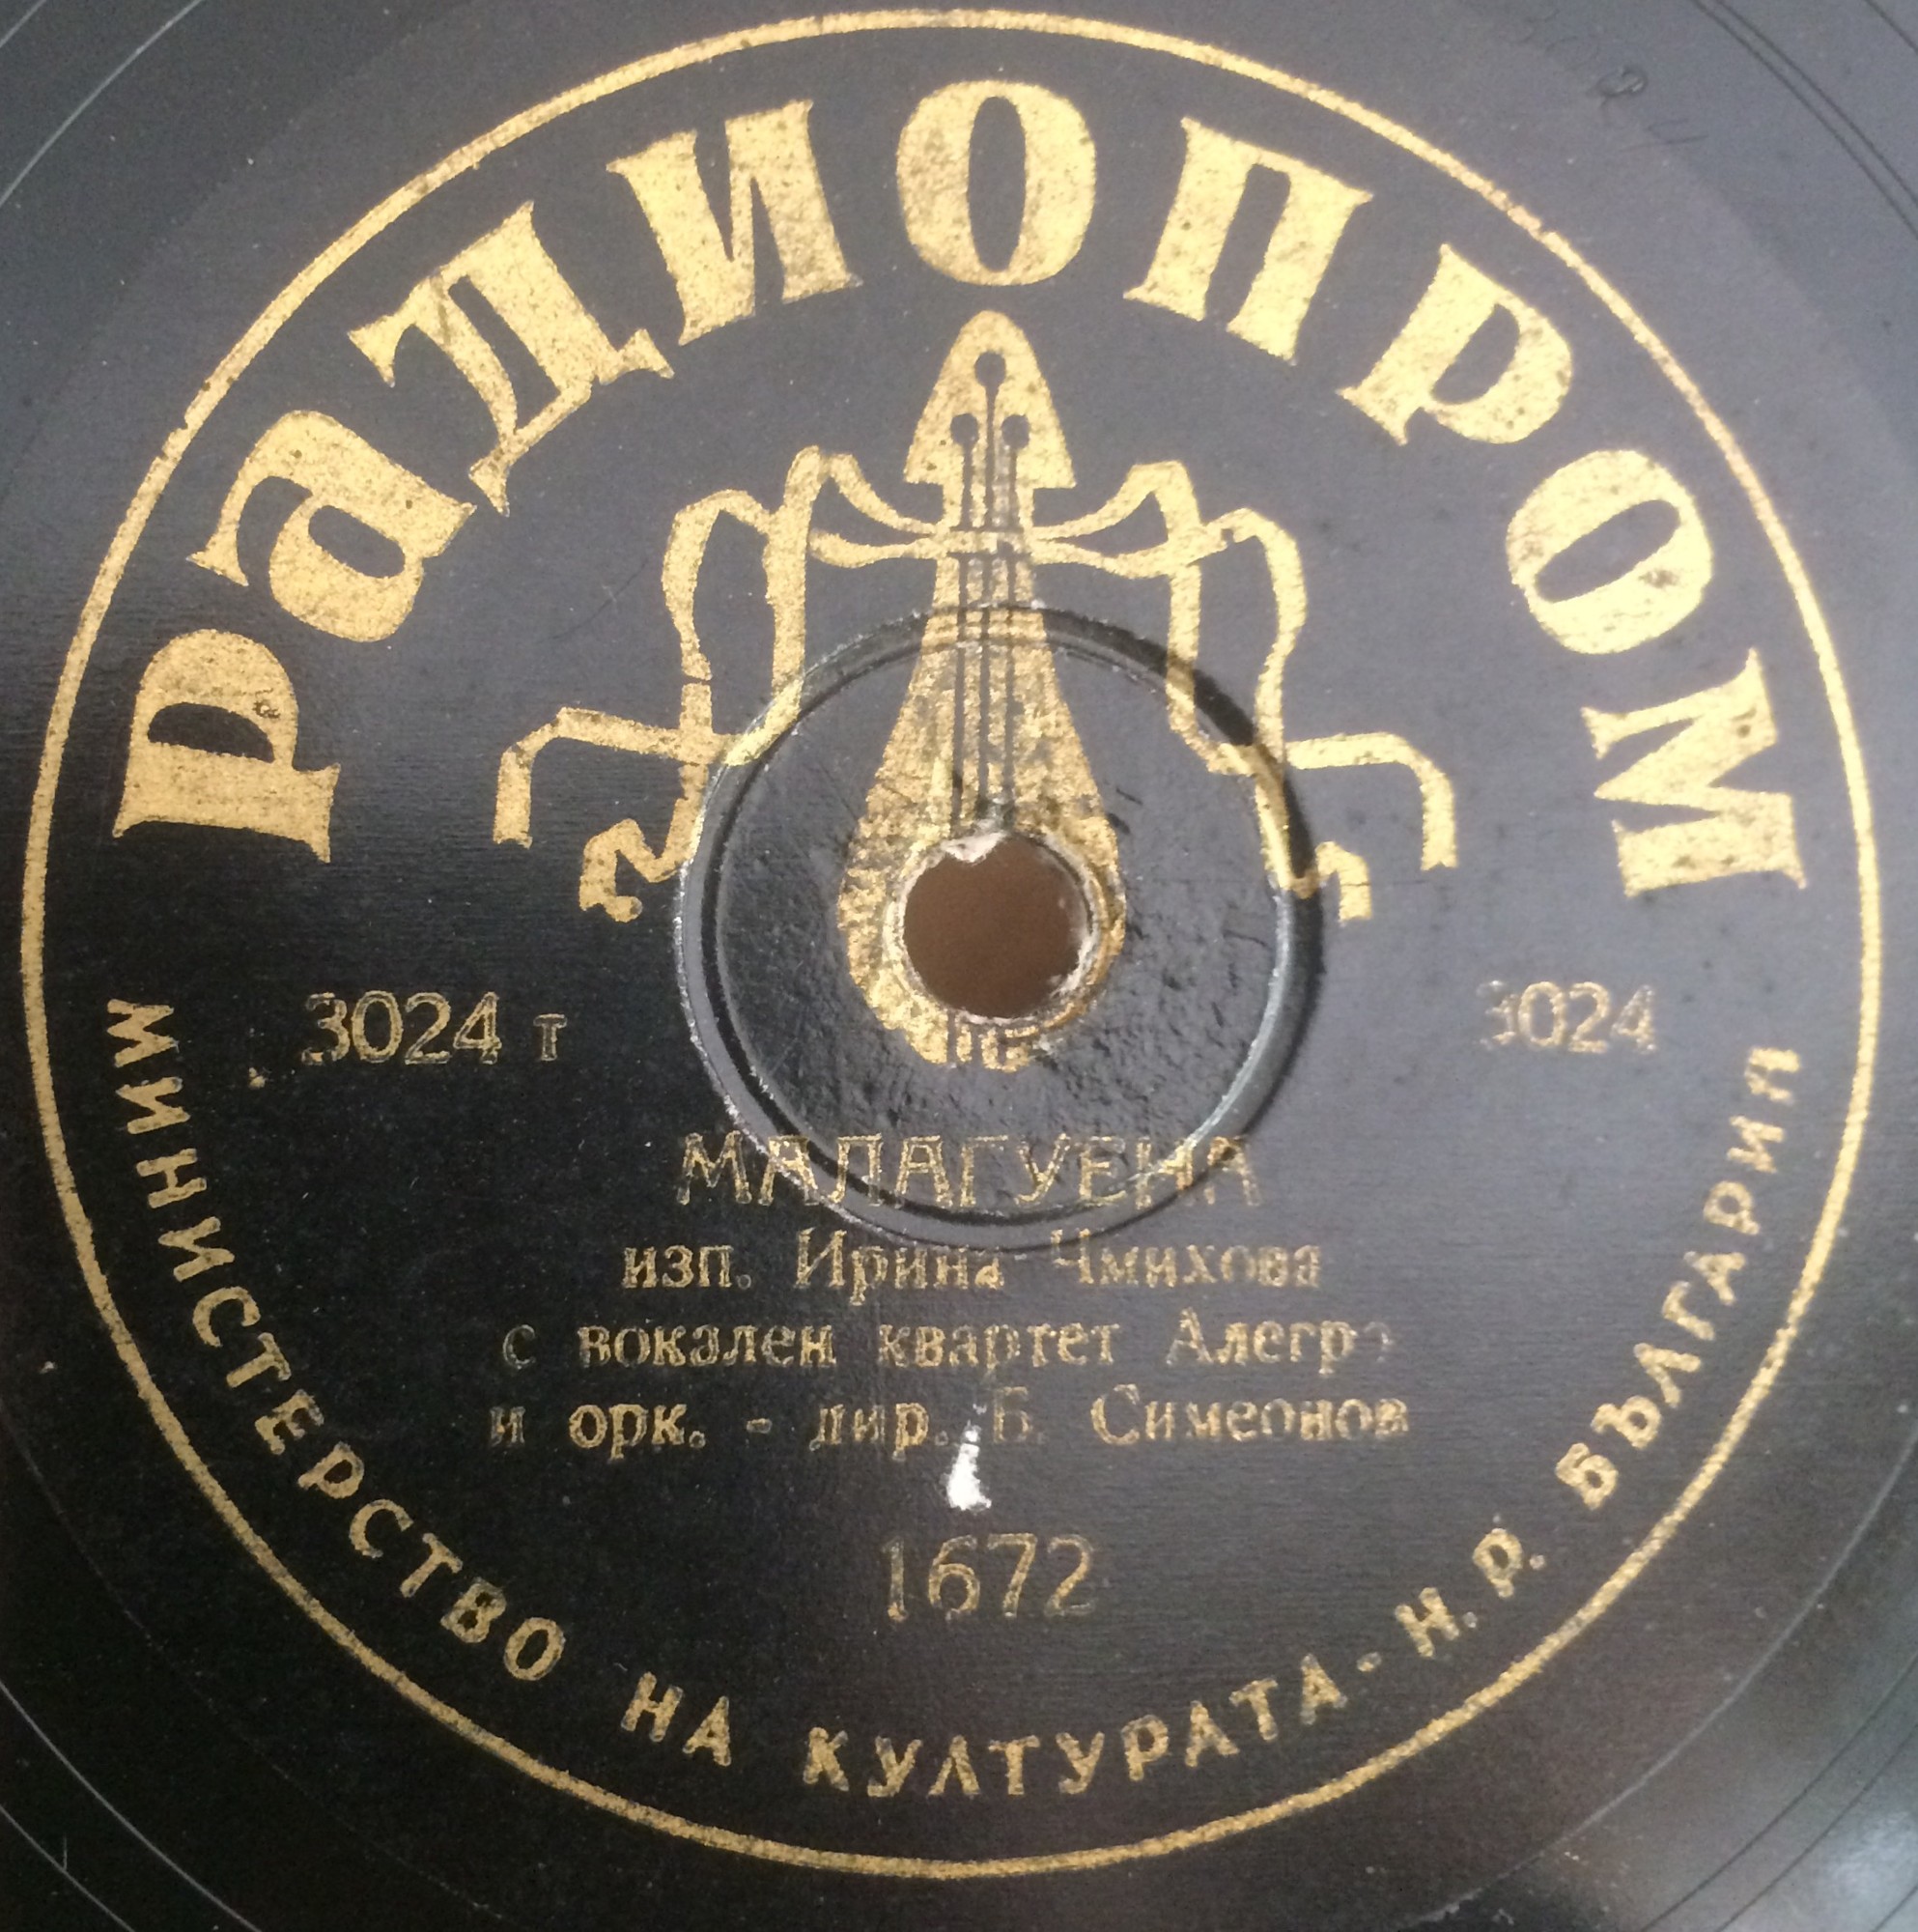 РАДИОПРОМ
3024 т
3024
МАЛАГУЕНА
изп. Ирина Чмихова
с вокален квартет Алегро
и орк. - дир. Б. Симеонов
1672
МИНИСТЕРСТВО НА КУЛТУРАТА - Н. Р. БЪЛГАРИЯ